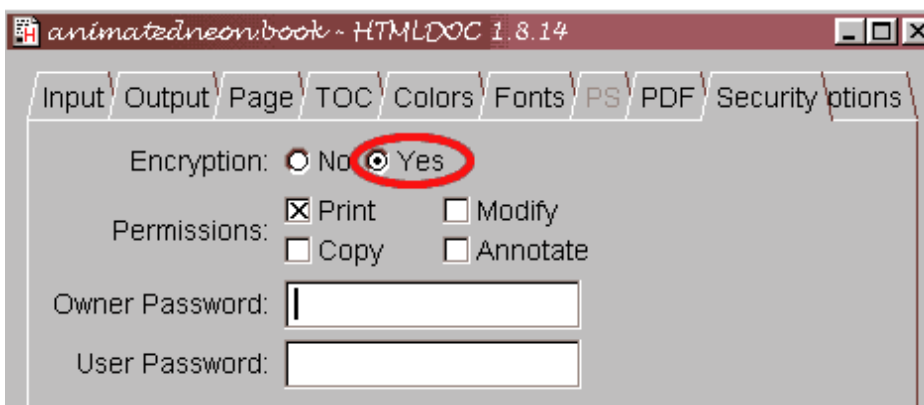 animatedneon.book - HTMLDOC 1.8.14
Input Output Page TOC Colors Fonts PS PDF Security ptions
Encryption: No Yes
Permissions: Print Modify
Copy Annotate
Owner Password:
User Password: